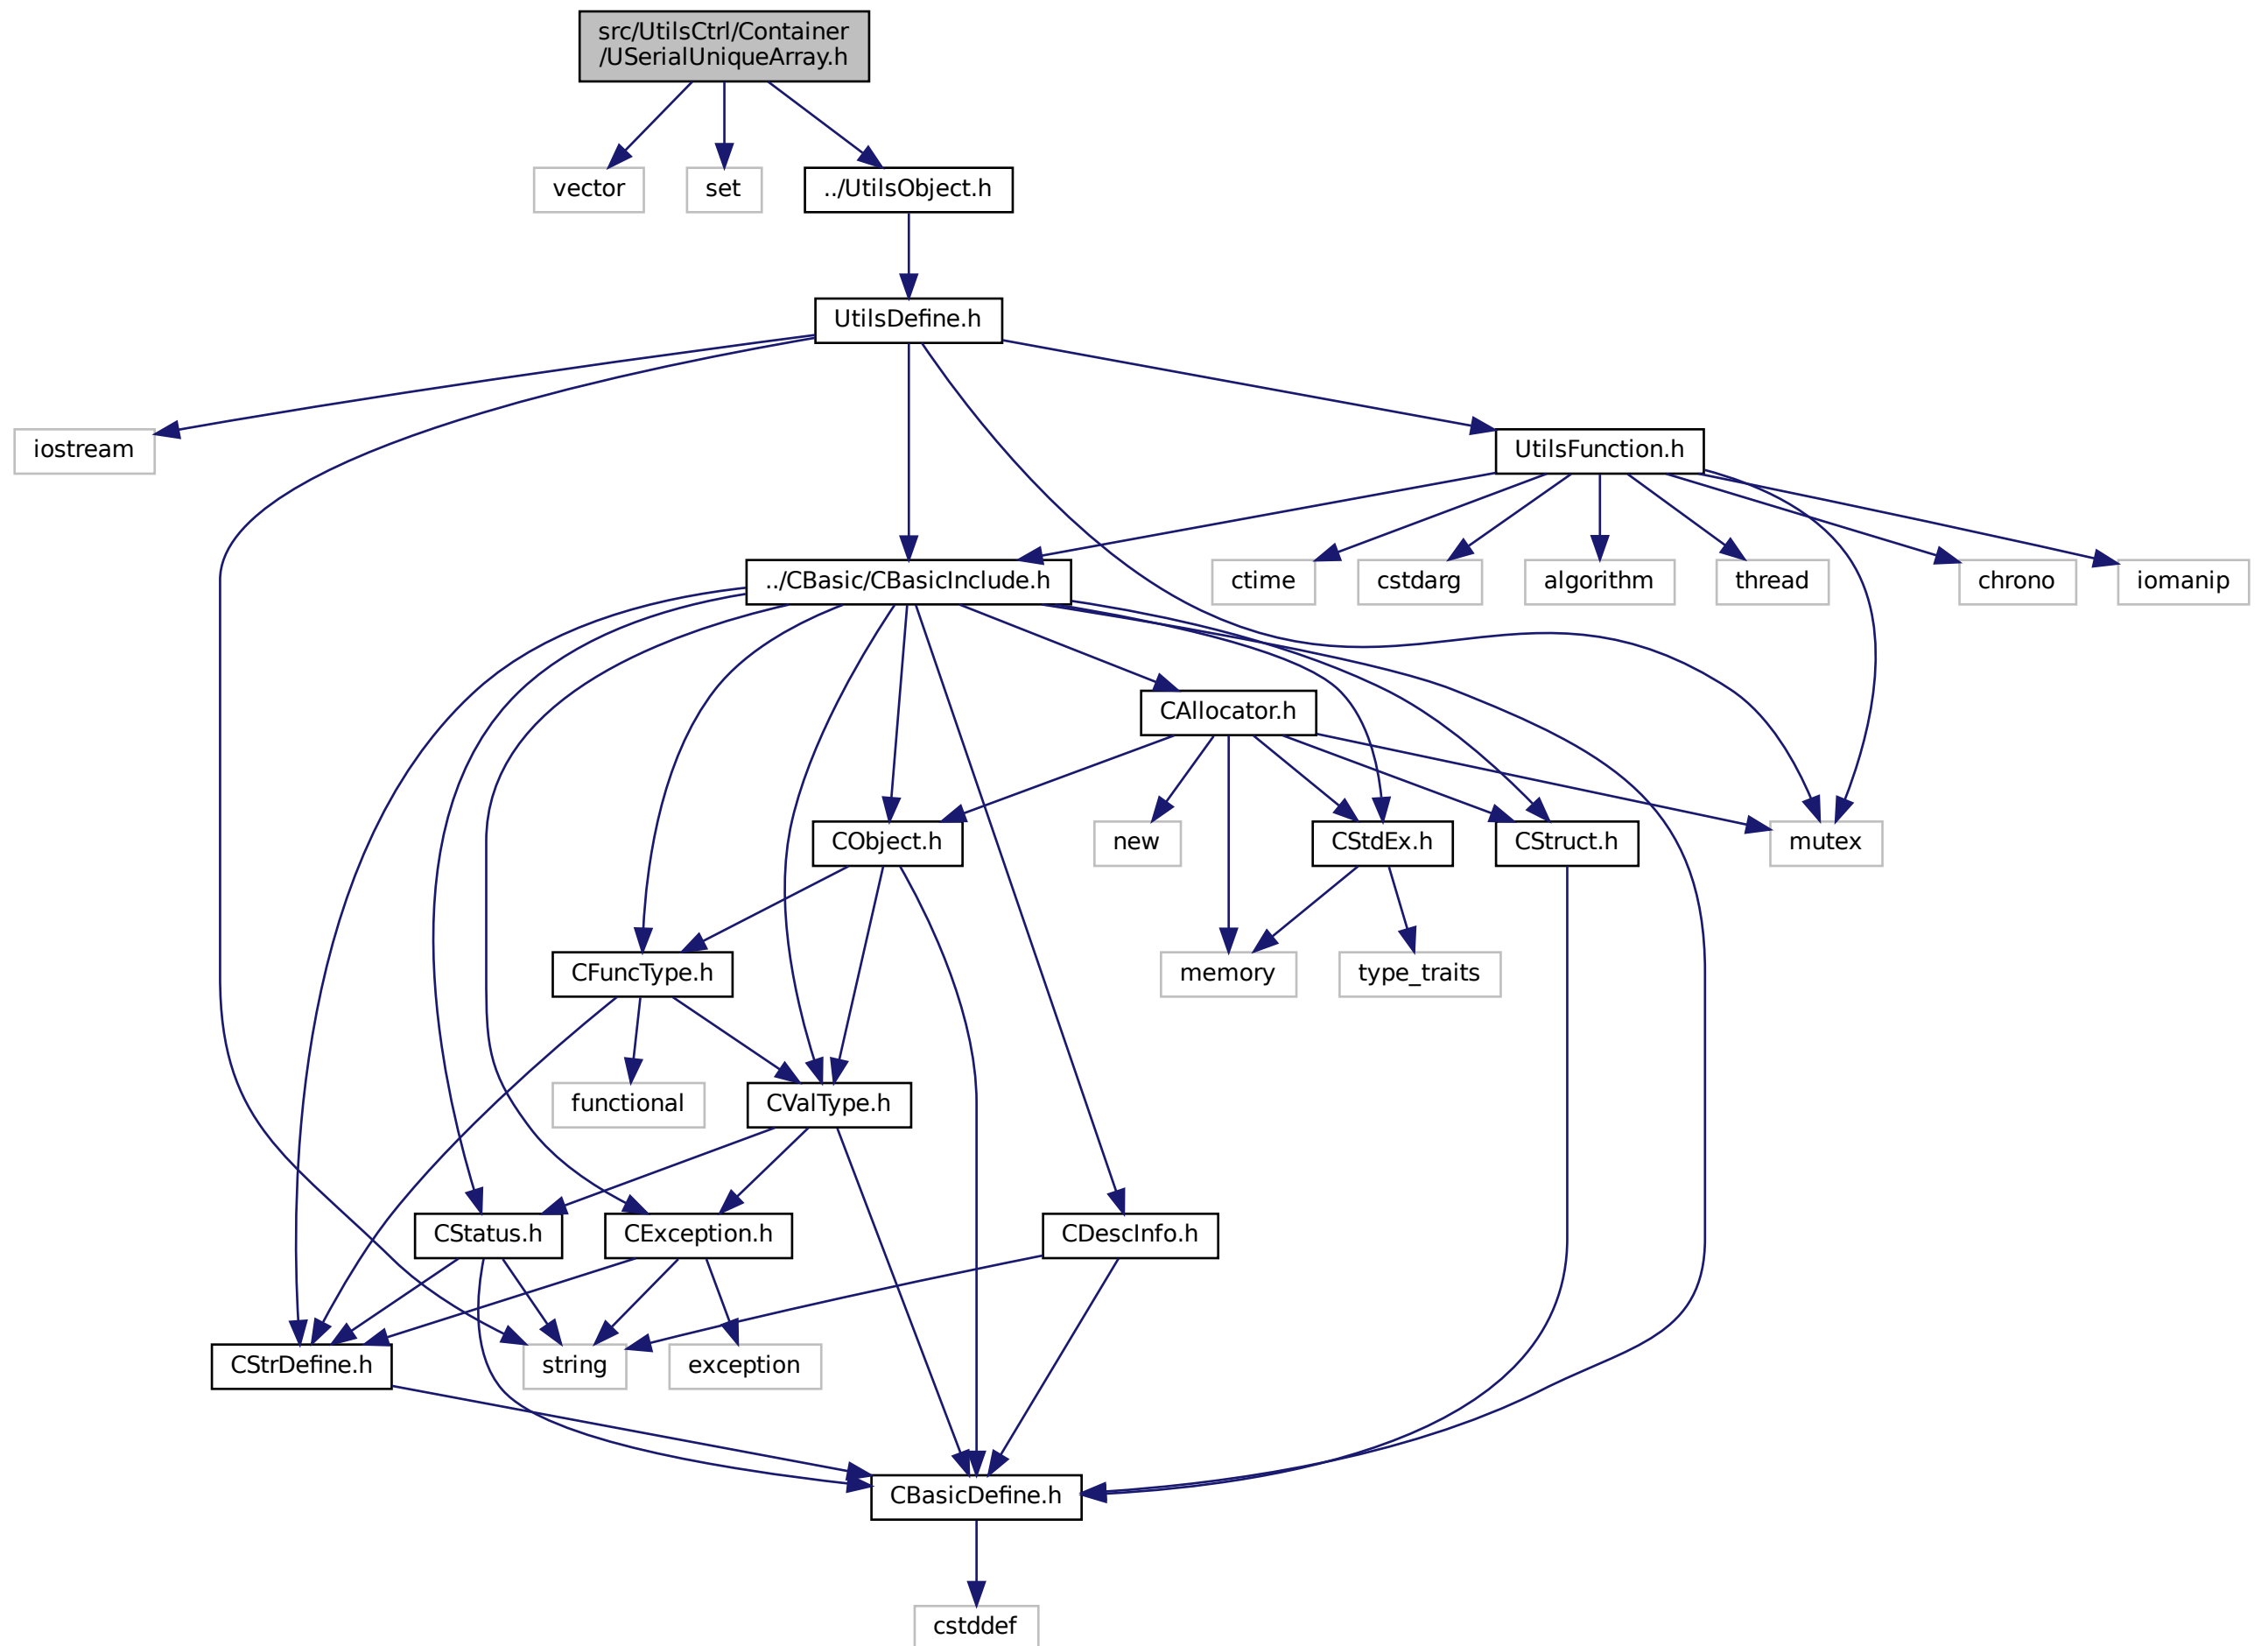 src/UtilsCtrl/Container
/USerialUniqueArray.h
vector
set
../UtilsObject.h
UtilsDefine.h
iostream
UtilsFunction.h
../CBasic/CBasicInclude.h
ctime
cstdarg
algorithm
thread
chrono
iomanip
CAllocator.h
CObject.h
new
CStdEx.h
CStruct.h
mutex
CFuncType.h
memory
type_traits
functional
CValType.h
CStatus.h
CException.h
CDescInfo.h
CStrDefine.h
string
exception
CBasicDefine.h
cstddef